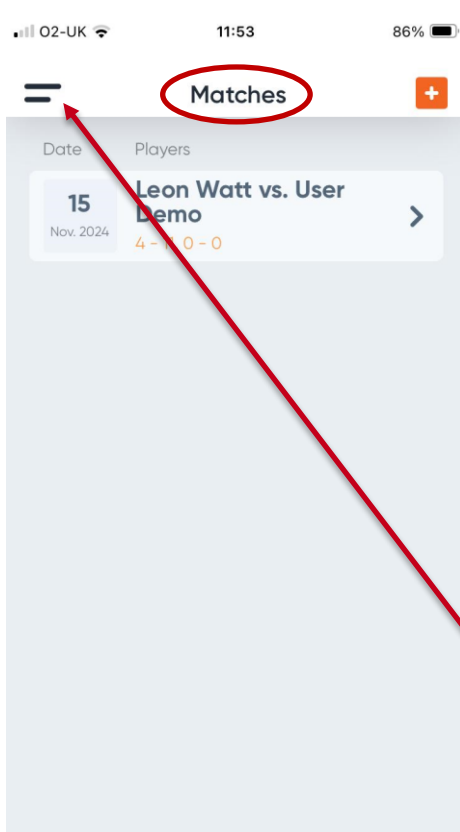 O2-UK 11:53 86%
Matches
+
Date Players
15
Nov. 2024
Leon Watt vs. User
Demo
4 - 11, 0 - 0